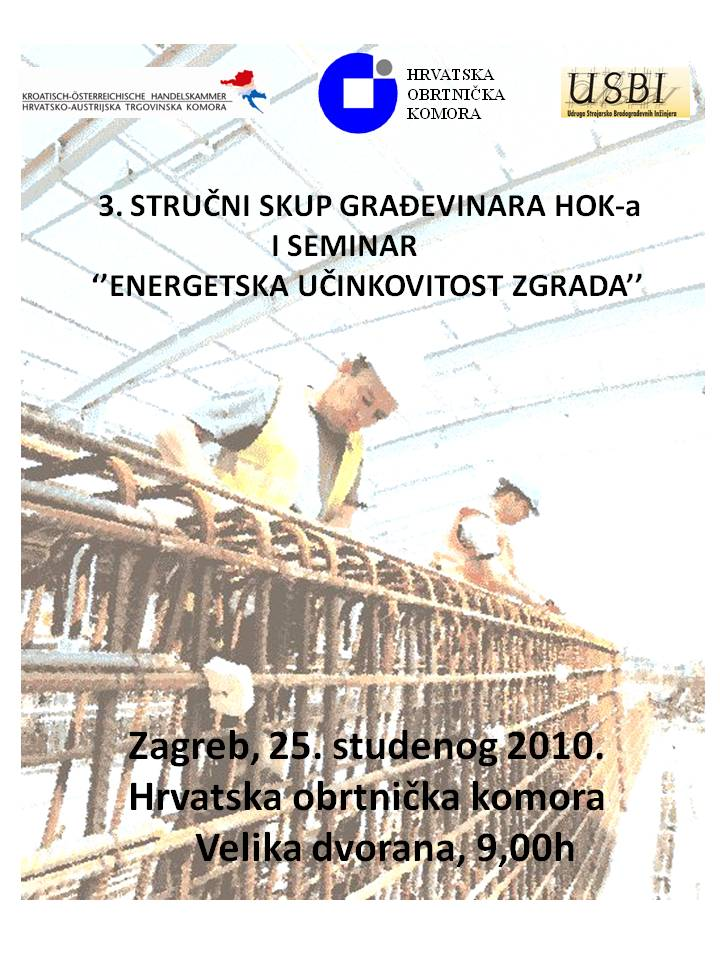 KROATISCH-ÖSTERREICHISCHE HANDELSKAMMER
HRVATSKO-AUSTRIJSKA TRGOVINSKA KOMORA
HRVATSKA
OBRTNIČKA
KOMORA
USBI
Udruga Strojarsko Brodograđevnih Inžinjera
3. STRUČNI SKUP GRAĐEVINARA HOK-a
I SEMINAR
‘’ENERGETSKA UČINKOVITOST ZGRADA’’
Zagreb, 25. studenog 2010.
Hrvatska obrtnička komora
Velika dvorana, 9,00h